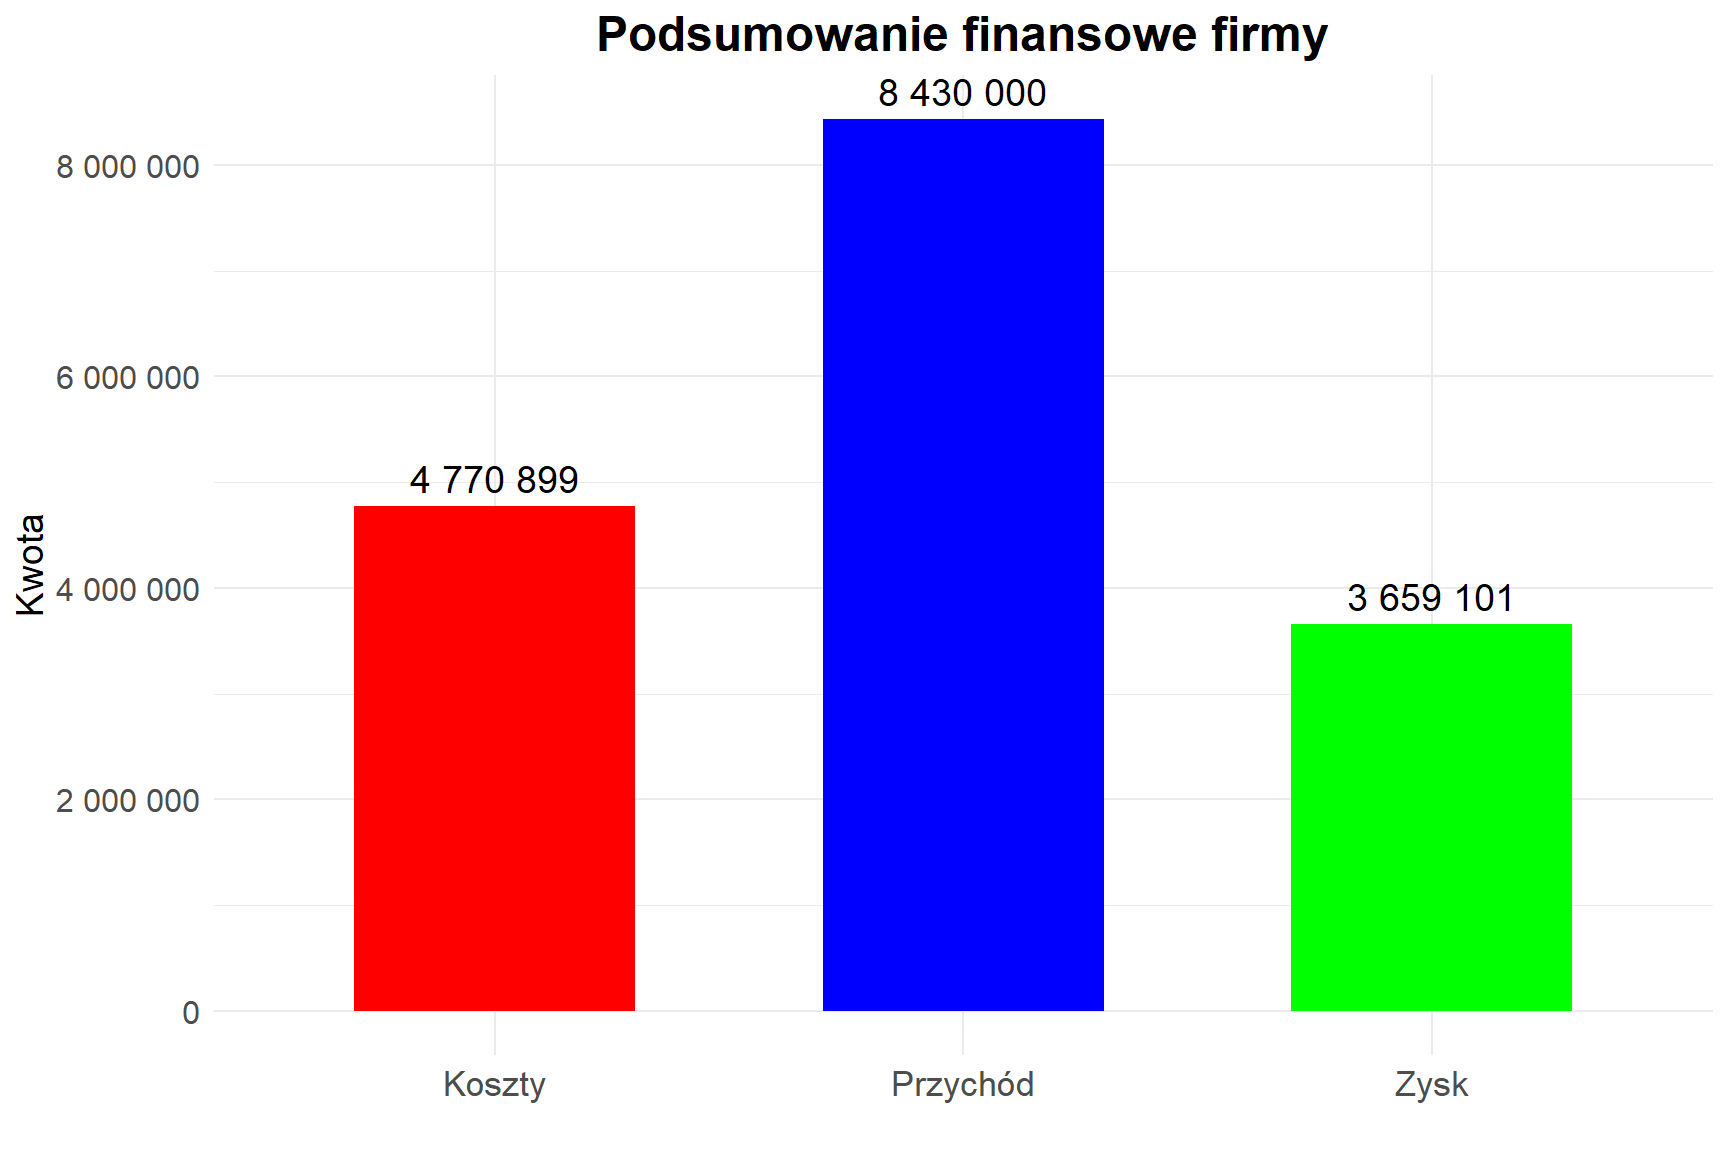 Podsumowanie finansowe firmy
8 430 000
8 000 000
6 000 000
4 770 899
Kwota
4 000 000
3 659 101
2 000 000
0
Koszty
Przychód
Zysk